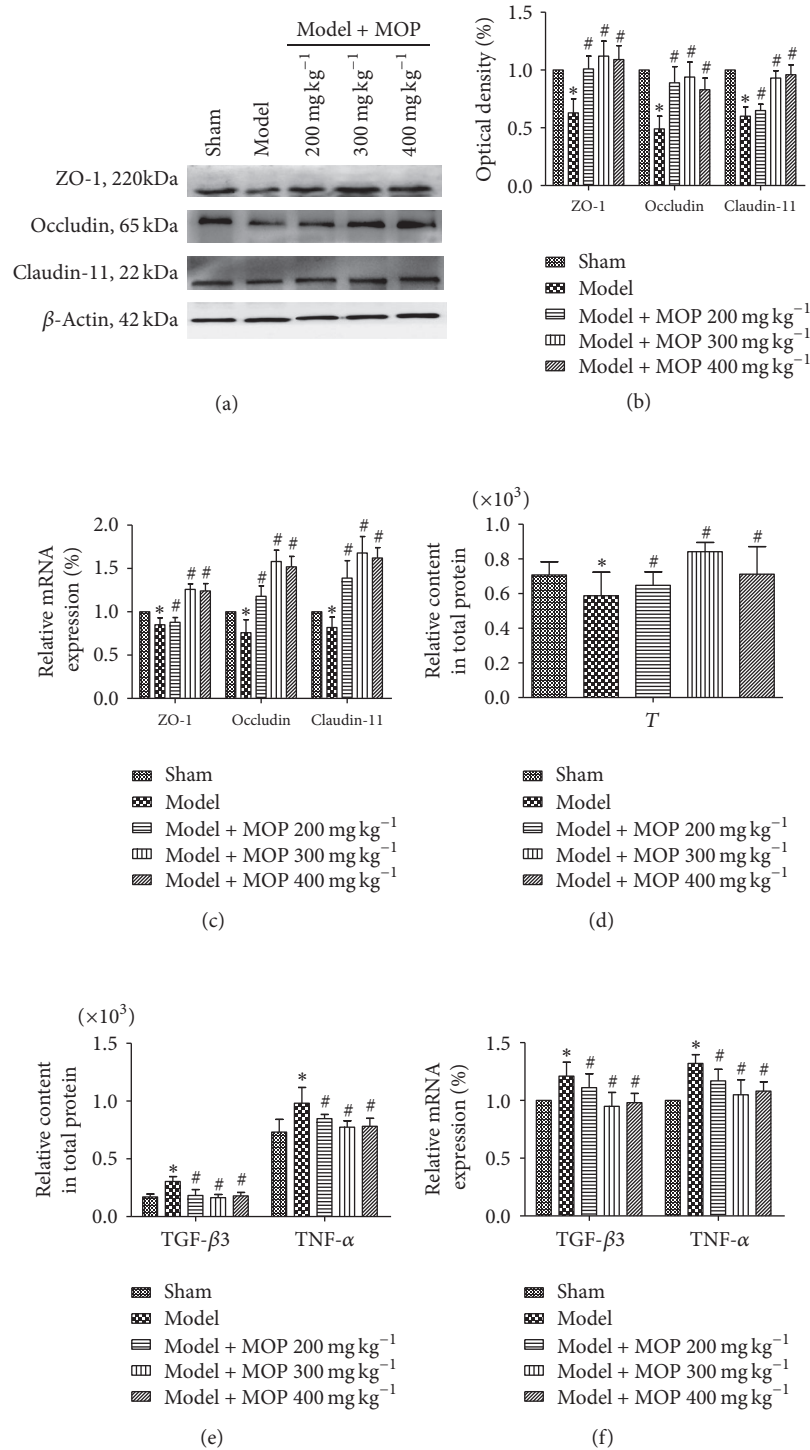 Model + MOP
Sham
Model
200 mg kg⁻¹
300 mg kg⁻¹
400 mg kg⁻¹
ZO-1, 220kDa
Occludin, 65 kDa
Claudin-11, 22 kDa
β-Actin, 42 kDa
(a)
Optical density (%)
1.5
1.0
0.5
0.0
* # # #
* # # #
* # # #
ZO-1 Occludin Claudin-11
Sham
Model
Model + MOP 200 mg kg⁻¹
Model + MOP 300 mg kg⁻¹
Model + MOP 400 mg kg⁻¹
(b)
Relative mRNA
expression (%)
2.0
1.5
1.0
0.5
0.0
* # # #
* # # #
* # # #
ZO-1 Occludin Claudin-11
Sham
Model
Model + MOP 200 mg kg⁻¹
Model + MOP 300 mg kg⁻¹
Model + MOP 400 mg kg⁻¹
(c)
(×10³)
Relative content
in total protein
1.0
0.8
0.6
0.4
0.2
0.0
* # # #
T
Sham
Model
Model + MOP 200 mg kg⁻¹
Model + MOP 300 mg kg⁻¹
Model + MOP 400 mg kg⁻¹
(d)
(×10³)
Relative content
in total protein
1.5
1.0
0.5
0.0
* # # #
* # # #
TGF-β3 TNF-α
Sham
Model
Model + MOP 200 mg kg⁻¹
Model + MOP 300 mg kg⁻¹
Model + MOP 400 mg kg⁻¹
(e)
Relative mRNA
expression (%)
1.5
1.0
0.5
0.0
* # # #
* # # #
TGF-β3 TNF-α
Sham
Model
Model + MOP 200 mg kg⁻¹
Model + MOP 300 mg kg⁻¹
Model + MOP 400 mg kg⁻¹
(f)